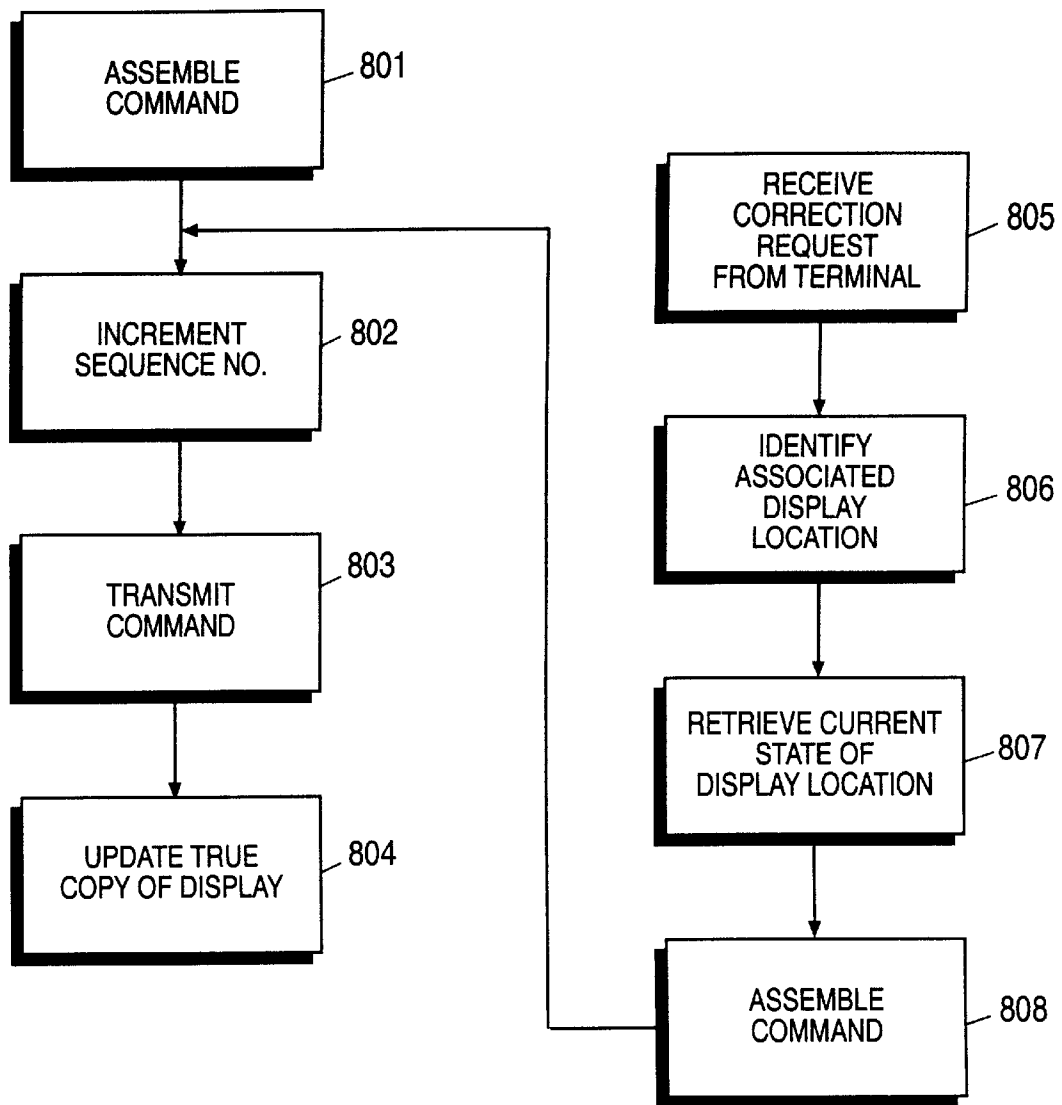 ASSEMBLE
COMMAND
801
INCREMENT
SEQUENCE NO.
802
TRANSMIT
COMMAND
803
UPDATE TRUE
COPY OF DISPLAY
804
RECEIVE
CORRECTION
REQUEST
FROM TERMINAL
805
IDENTIFY
ASSOCIATED
DISPLAY
LOCATION
806
RETRIEVE CURRENT
STATE OF
DISPLAY LOCATION
807
ASSEMBLE
COMMAND
808